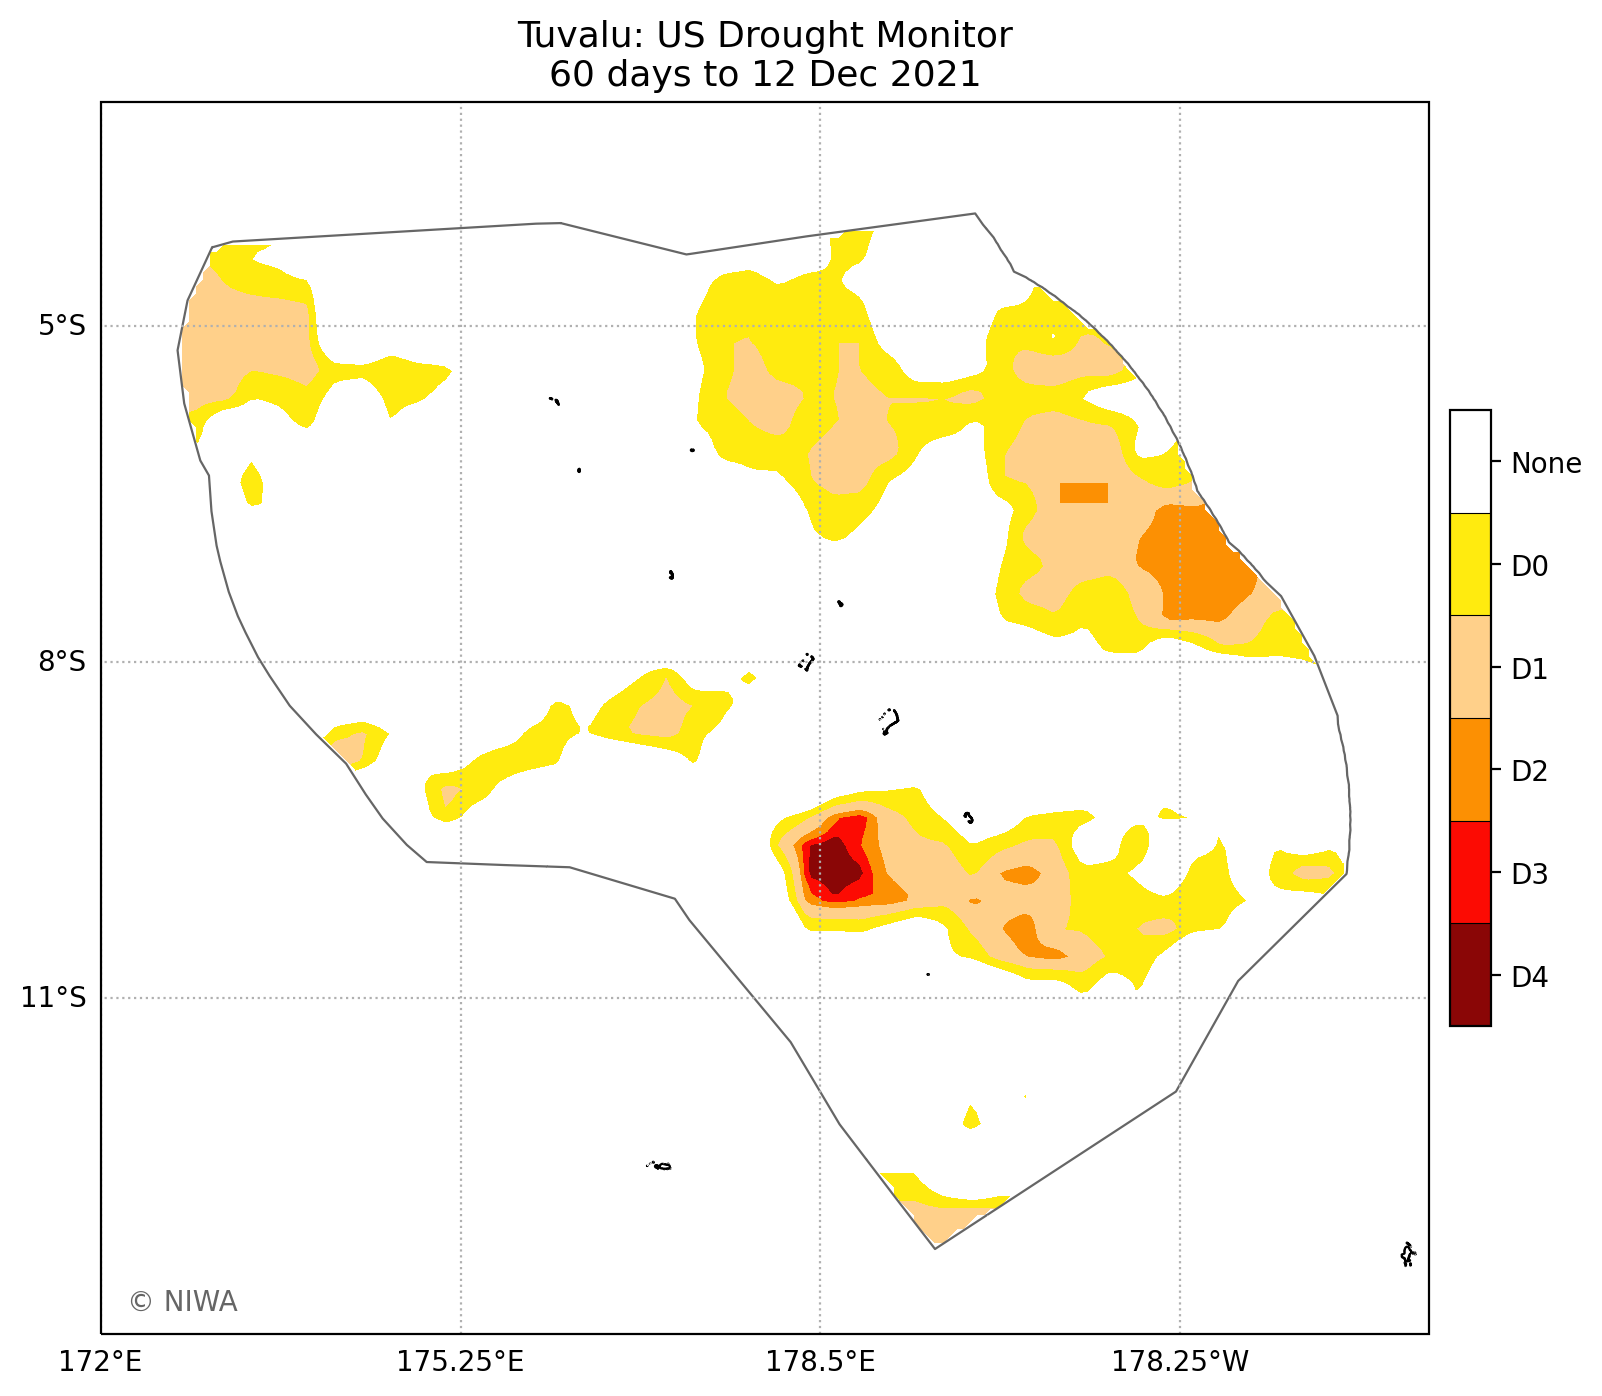 Tuvalu: US Drought Monitor
60 days to 12 Dec 2021
5°S
8°S
11°S
172°E
175.25°E
178.5°E
178.25°W
None
D0
D1
D2
D3
D4
© NIWA